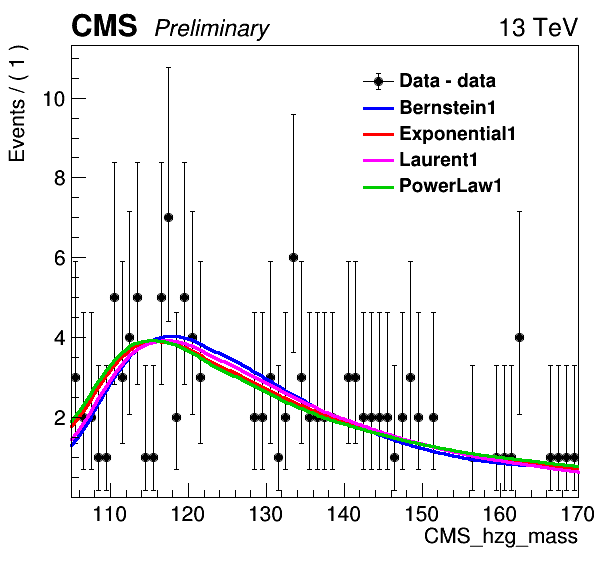 CMS Preliminary 13 TeV
Events / ( 1 )
Data - data
Bernstein1
Exponential1
Laurent1
PowerLaw1
10
8
6
4
2
110 120 130 140 150 160 170
CMS_hzg_mass